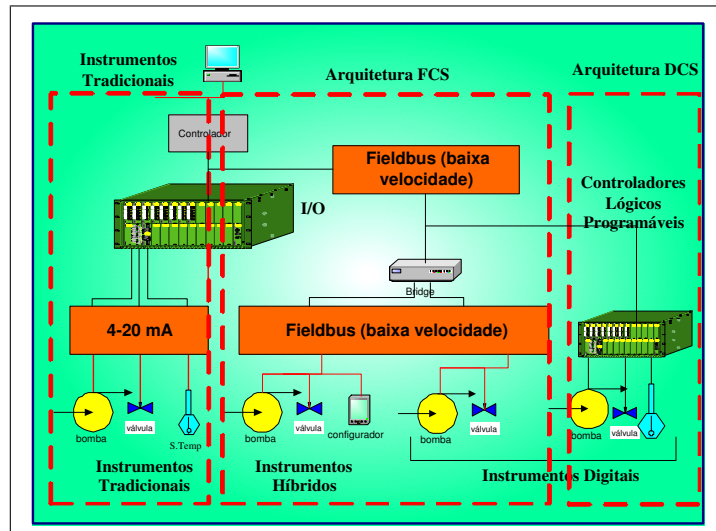 Instrumentos
Tradicionais
Arquitetura FCS
Arquitetura DCS
Controlador
Fieldbus (baixa
velocidade)
I/O
Controladores
Lógicos
Programáveis
Bridge
4-20 mA
Fieldbus (baixa velocidade)
bomba
válvula
S.Temp
bomba
válvula
configurador
bomba
válvula
bomba
válvula
Instrumentos
Tradicionais
Instrumentos
Híbridos
Instrumentos Digitais